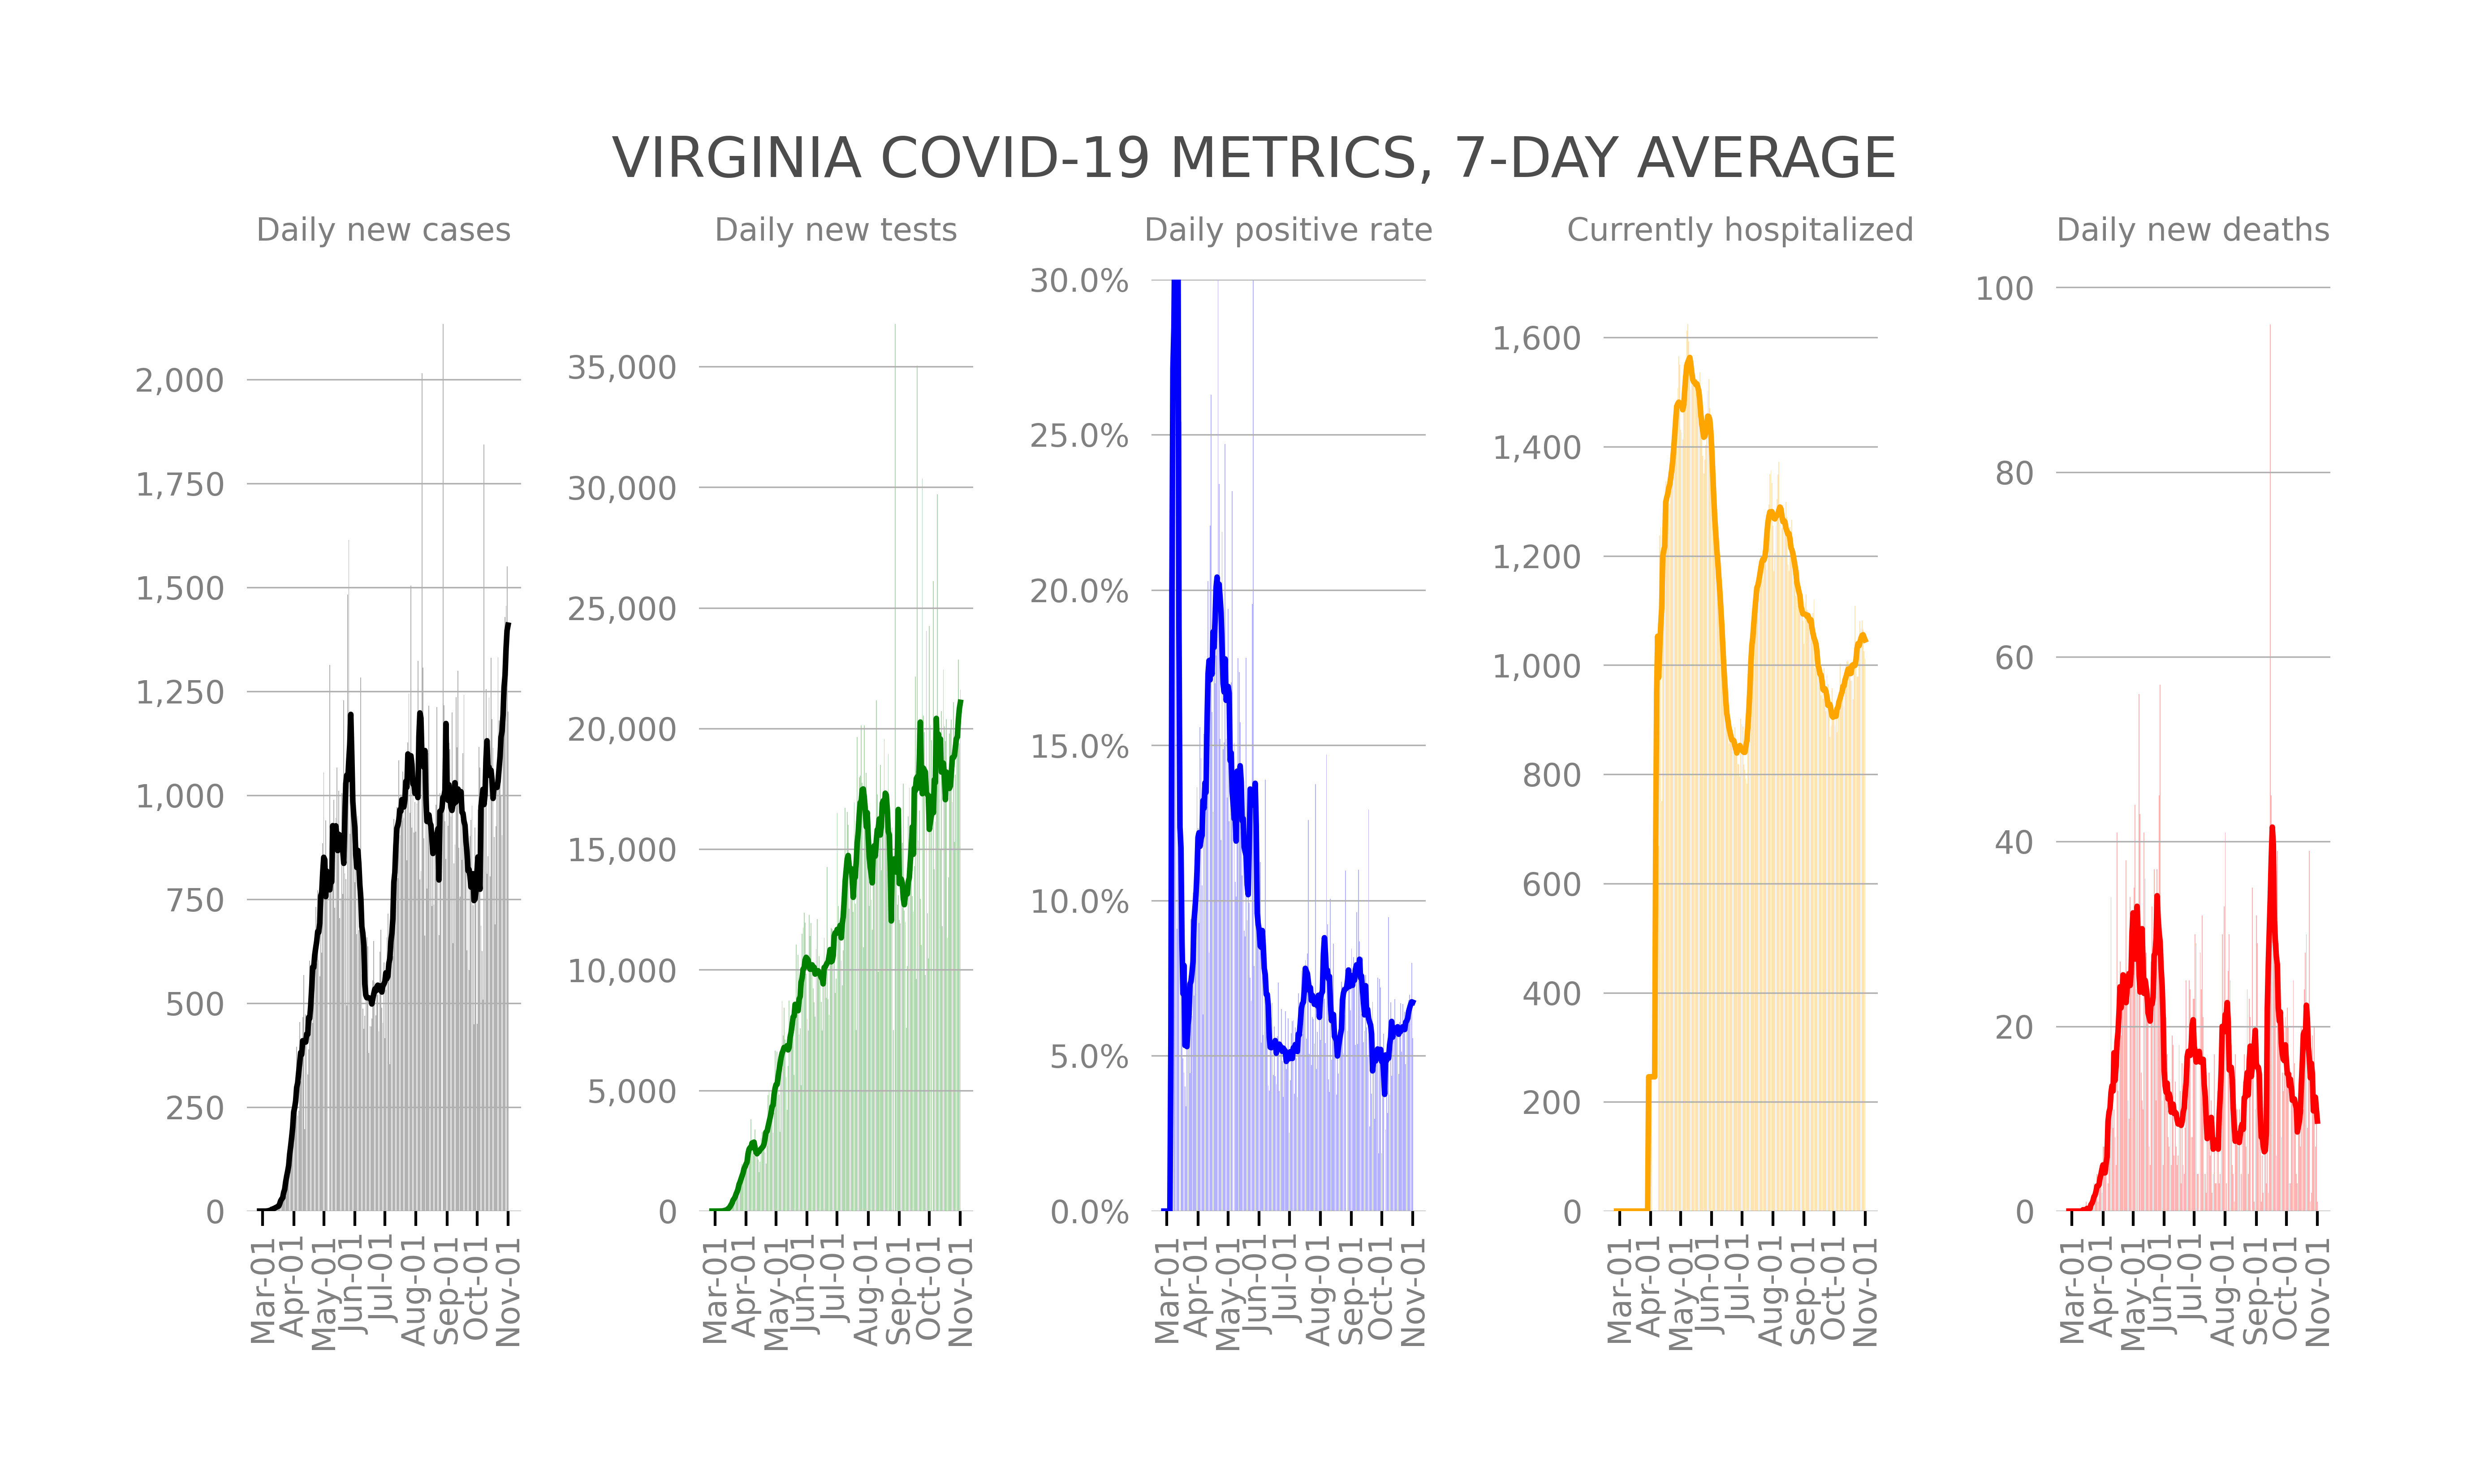 VIRGINIA COVID-19 METRICS, 7-DAY AVERAGE
Daily new cases
2,000
1,750
1,500
1,250
1,000
750
500
250
0
Mar-01
Apr-01
May-01
Jun-01
Jul-01
Aug-01
Sep-01
Oct-01
Nov-01
Daily new tests
35,000
30,000
25,000
20,000
15,000
10,000
5,000
0
Mar-01
Apr-01
May-01
Jun-01
Jul-01
Aug-01
Sep-01
Oct-01
Nov-01
Daily positive rate
30.0%
25.0%
20.0%
15.0%
10.0%
5.0%
0.0%
Mar-01
Apr-01
May-01
Jun-01
Jul-01
Aug-01
Sep-01
Oct-01
Nov-01
Currently hospitalized
1,600
1,400
1,200
1,000
800
600
400
200
0
Mar-01
Apr-01
May-01
Jun-01
Jul-01
Aug-01
Sep-01
Oct-01
Nov-01
Daily new deaths
100
80
60
40
20
0
Mar-01
Apr-01
May-01
Jun-01
Jul-01
Aug-01
Sep-01
Oct-01
Nov-01